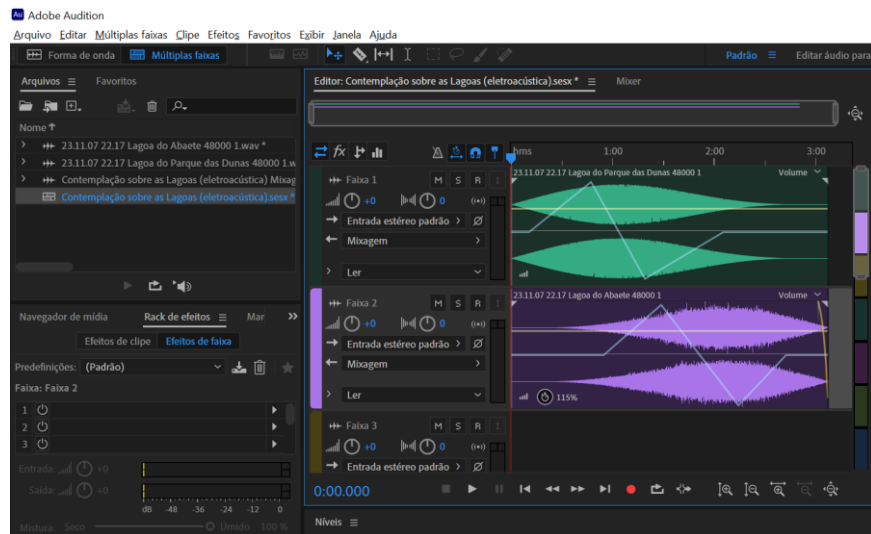 Au Adobe Audition
Arquivo Editar Múltiplas faixas Clipe Efeitos Favoritos Exibir Janela Ajuda
Forma de onda Múltiplas faixas Padrão Editar áudio para
Arquivos Favoritos
Nome
23.11.07 22.17 Lagoa do Abaete 48000 1.wav *
23.11.07 22.17 Lagoa do Parque das Dunas 48000 1.w
Contemplação sobre as Lagoas (eletroacústica) Mixag
Contemplação sobre as Lagoas (eletroacústica).sesx *
Navegador de mídia Rack de efeitos Mar
Efeitos de clipe Efeitos de faixa
Predefinições: (Padrão)
Faixa: Faixa 2
1
2
3
Entrada: +0
Saída: +0
dB -48 -36 -24 -12 0
Mistura: Seco Úmido 100 %
Editor: Contemplação sobre as Lagoas (eletroacústica).sesx * Mixer
fx hms 1:00 2:00 3:00
Faixa 1 M S R I
+0 0
Entrada estéreo padrão
Mixagem
Ler
23.11.07 22.17 Lagoa do Parque das Dunas 48000 1 Volume
Faixa 2 M S R I
+0 0
Entrada estéreo padrão
Mixagem
Ler
23.11.07 22.17 Lagoa do Abaete 48000 1 Volume
115%
Faixa 3 M S R I
+0 0
Entrada estéreo padrão
0:00.000
Níveis